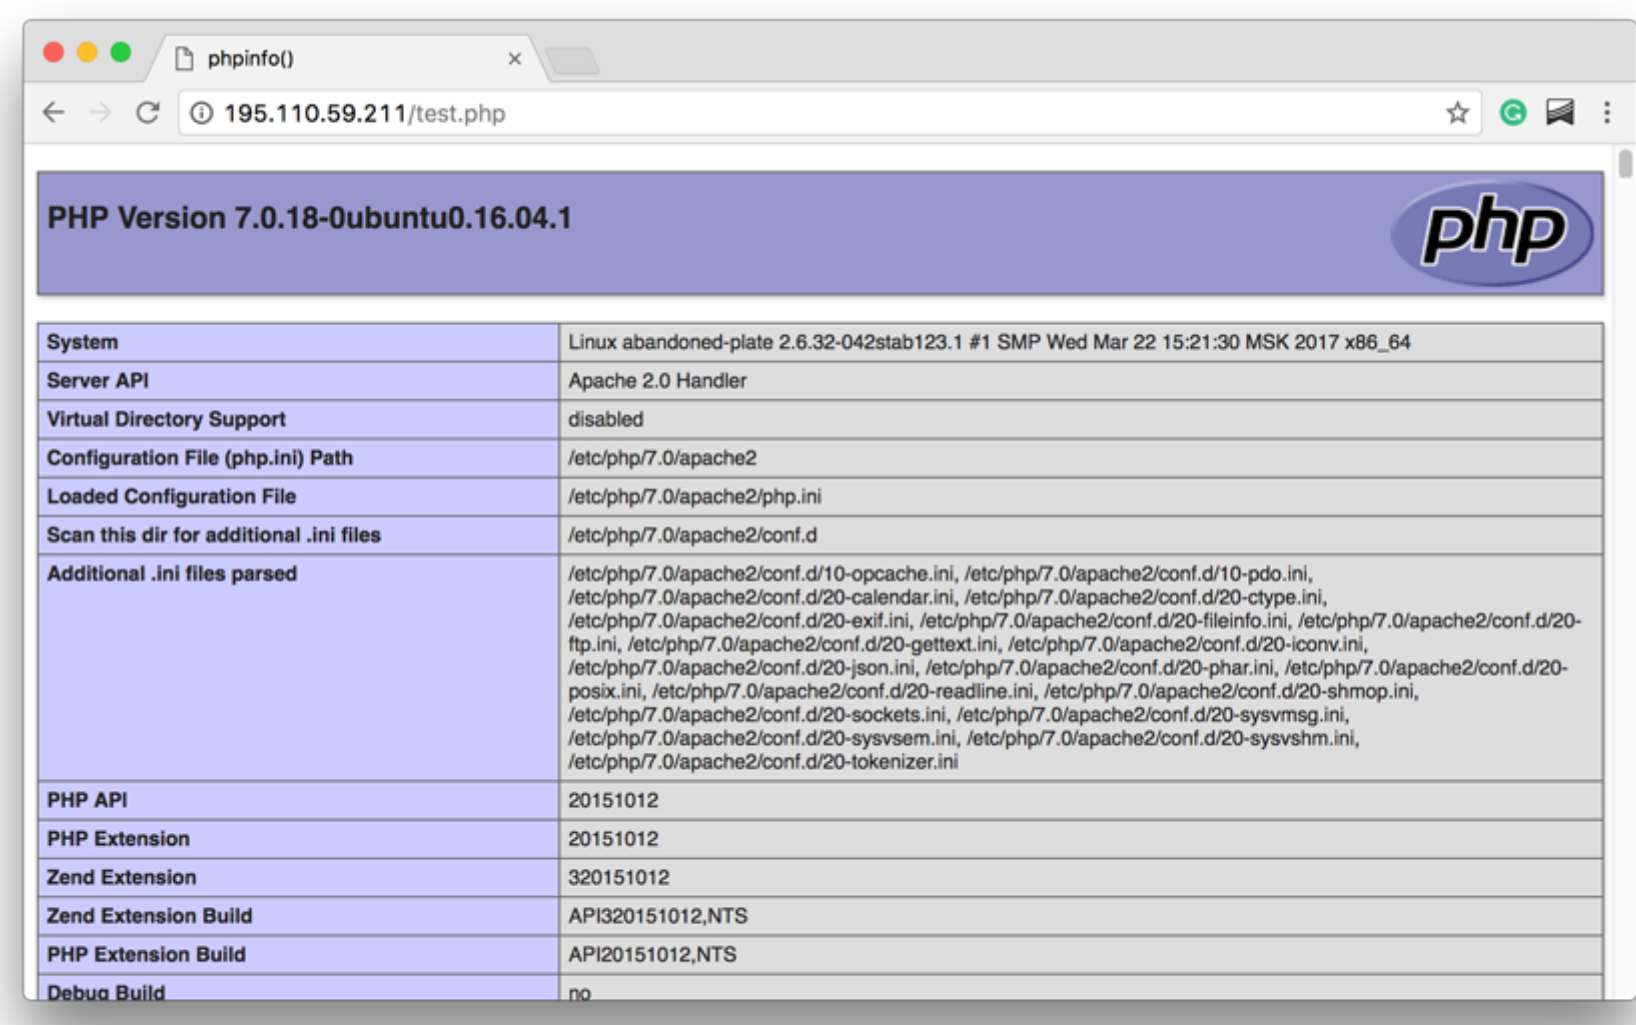 phpinfo()
195.110.59.211/test.php
PHP Version 7.0.18-0ubuntu0.16.04.1
php
System Linux abandoned-plate 2.6.32-042stab123.1 #1 SMP Wed Mar 22 15:21:30 MSK 2017 x86_64
Server API Apache 2.0 Handler
Virtual Directory Support disabled
Configuration File (php.ini) Path /etc/php/7.0/apache2
Loaded Configuration File /etc/php/7.0/apache2/php.ini
Scan this dir for additional .ini files /etc/php/7.0/apache2/conf.d
Additional .ini files parsed /etc/php/7.0/apache2/conf.d/10-opcache.ini, /etc/php/7.0/apache2/conf.d/10-pdo.ini,
/etc/php/7.0/apache2/conf.d/20-calendar.ini, /etc/php/7.0/apache2/conf.d/20-ctype.ini,
/etc/php/7.0/apache2/conf.d/20-exif.ini, /etc/php/7.0/apache2/conf.d/20-fileinfo.ini, /etc/php/7.0/apache2/conf.d/20-
ftp.ini, /etc/php/7.0/apache2/conf.d/20-gettext.ini, /etc/php/7.0/apache2/conf.d/20-iconv.ini,
/etc/php/7.0/apache2/conf.d/20-json.ini, /etc/php/7.0/apache2/conf.d/20-phar.ini, /etc/php/7.0/apache2/conf.d/20-
posix.ini, /etc/php/7.0/apache2/conf.d/20-readline.ini, /etc/php/7.0/apache2/conf.d/20-shmop.ini,
/etc/php/7.0/apache2/conf.d/20-sockets.ini, /etc/php/7.0/apache2/conf.d/20-sysvmsg.ini,
/etc/php/7.0/apache2/conf.d/20-sysvsem.ini, /etc/php/7.0/apache2/conf.d/20-sysvshm.ini,
/etc/php/7.0/apache2/conf.d/20-tokenizer.ini
PHP API 20151012
PHP Extension 20151012
Zend Extension 320151012
Zend Extension Build API320151012,NTS
PHP Extension Build API20151012,NTS
Debug Build no